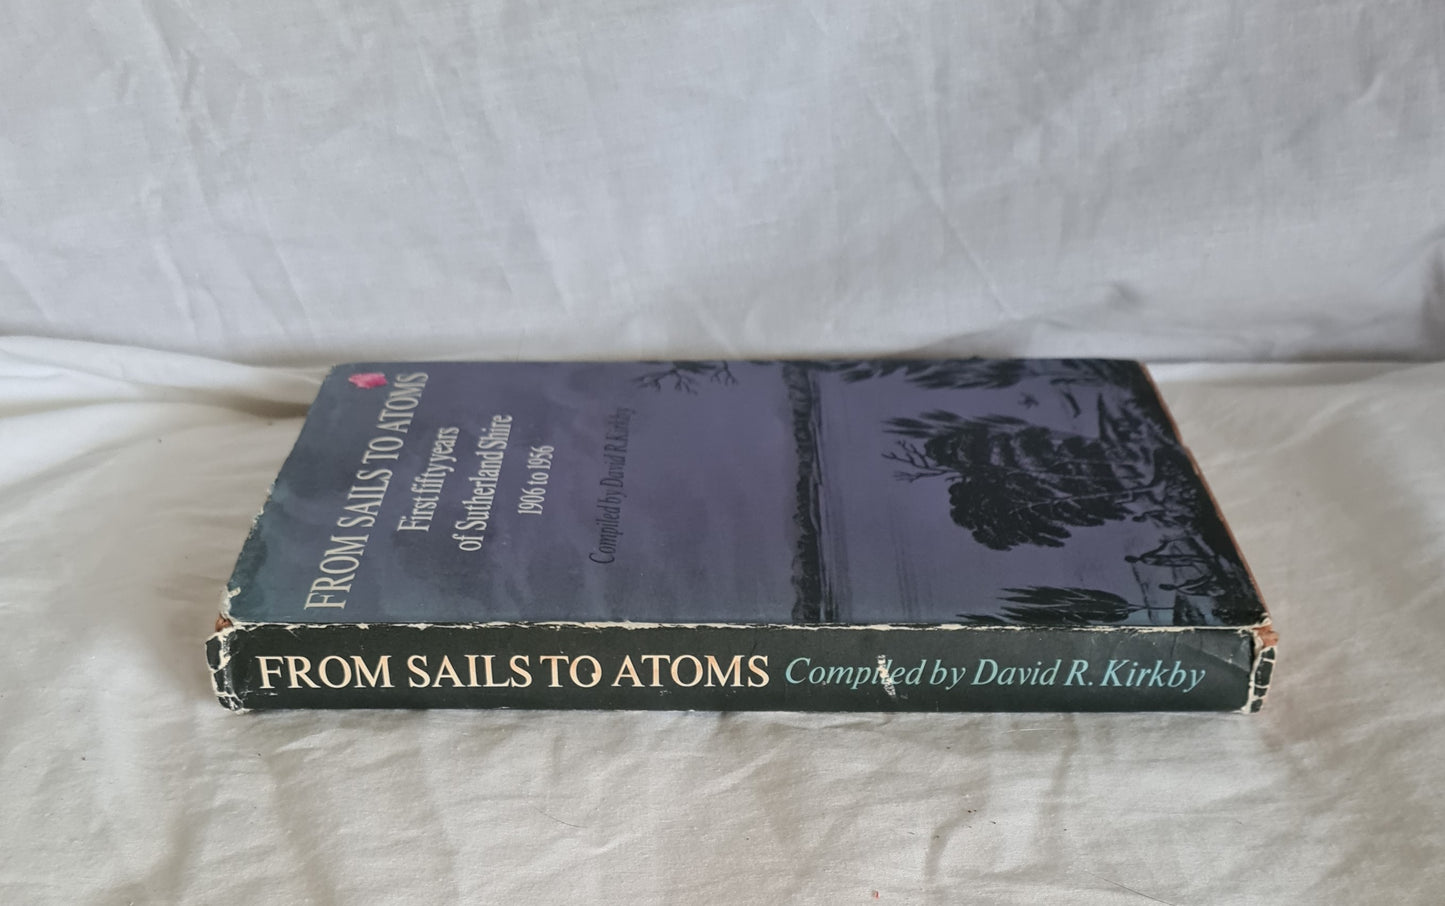 FROM SAILS TO ATOMS
First fifty years
of Sutherland Shire
1906 to 1956
Compiled by David R. Kirkby
FROM SAILS TO ATOMS Compiled by David R. Kirkby